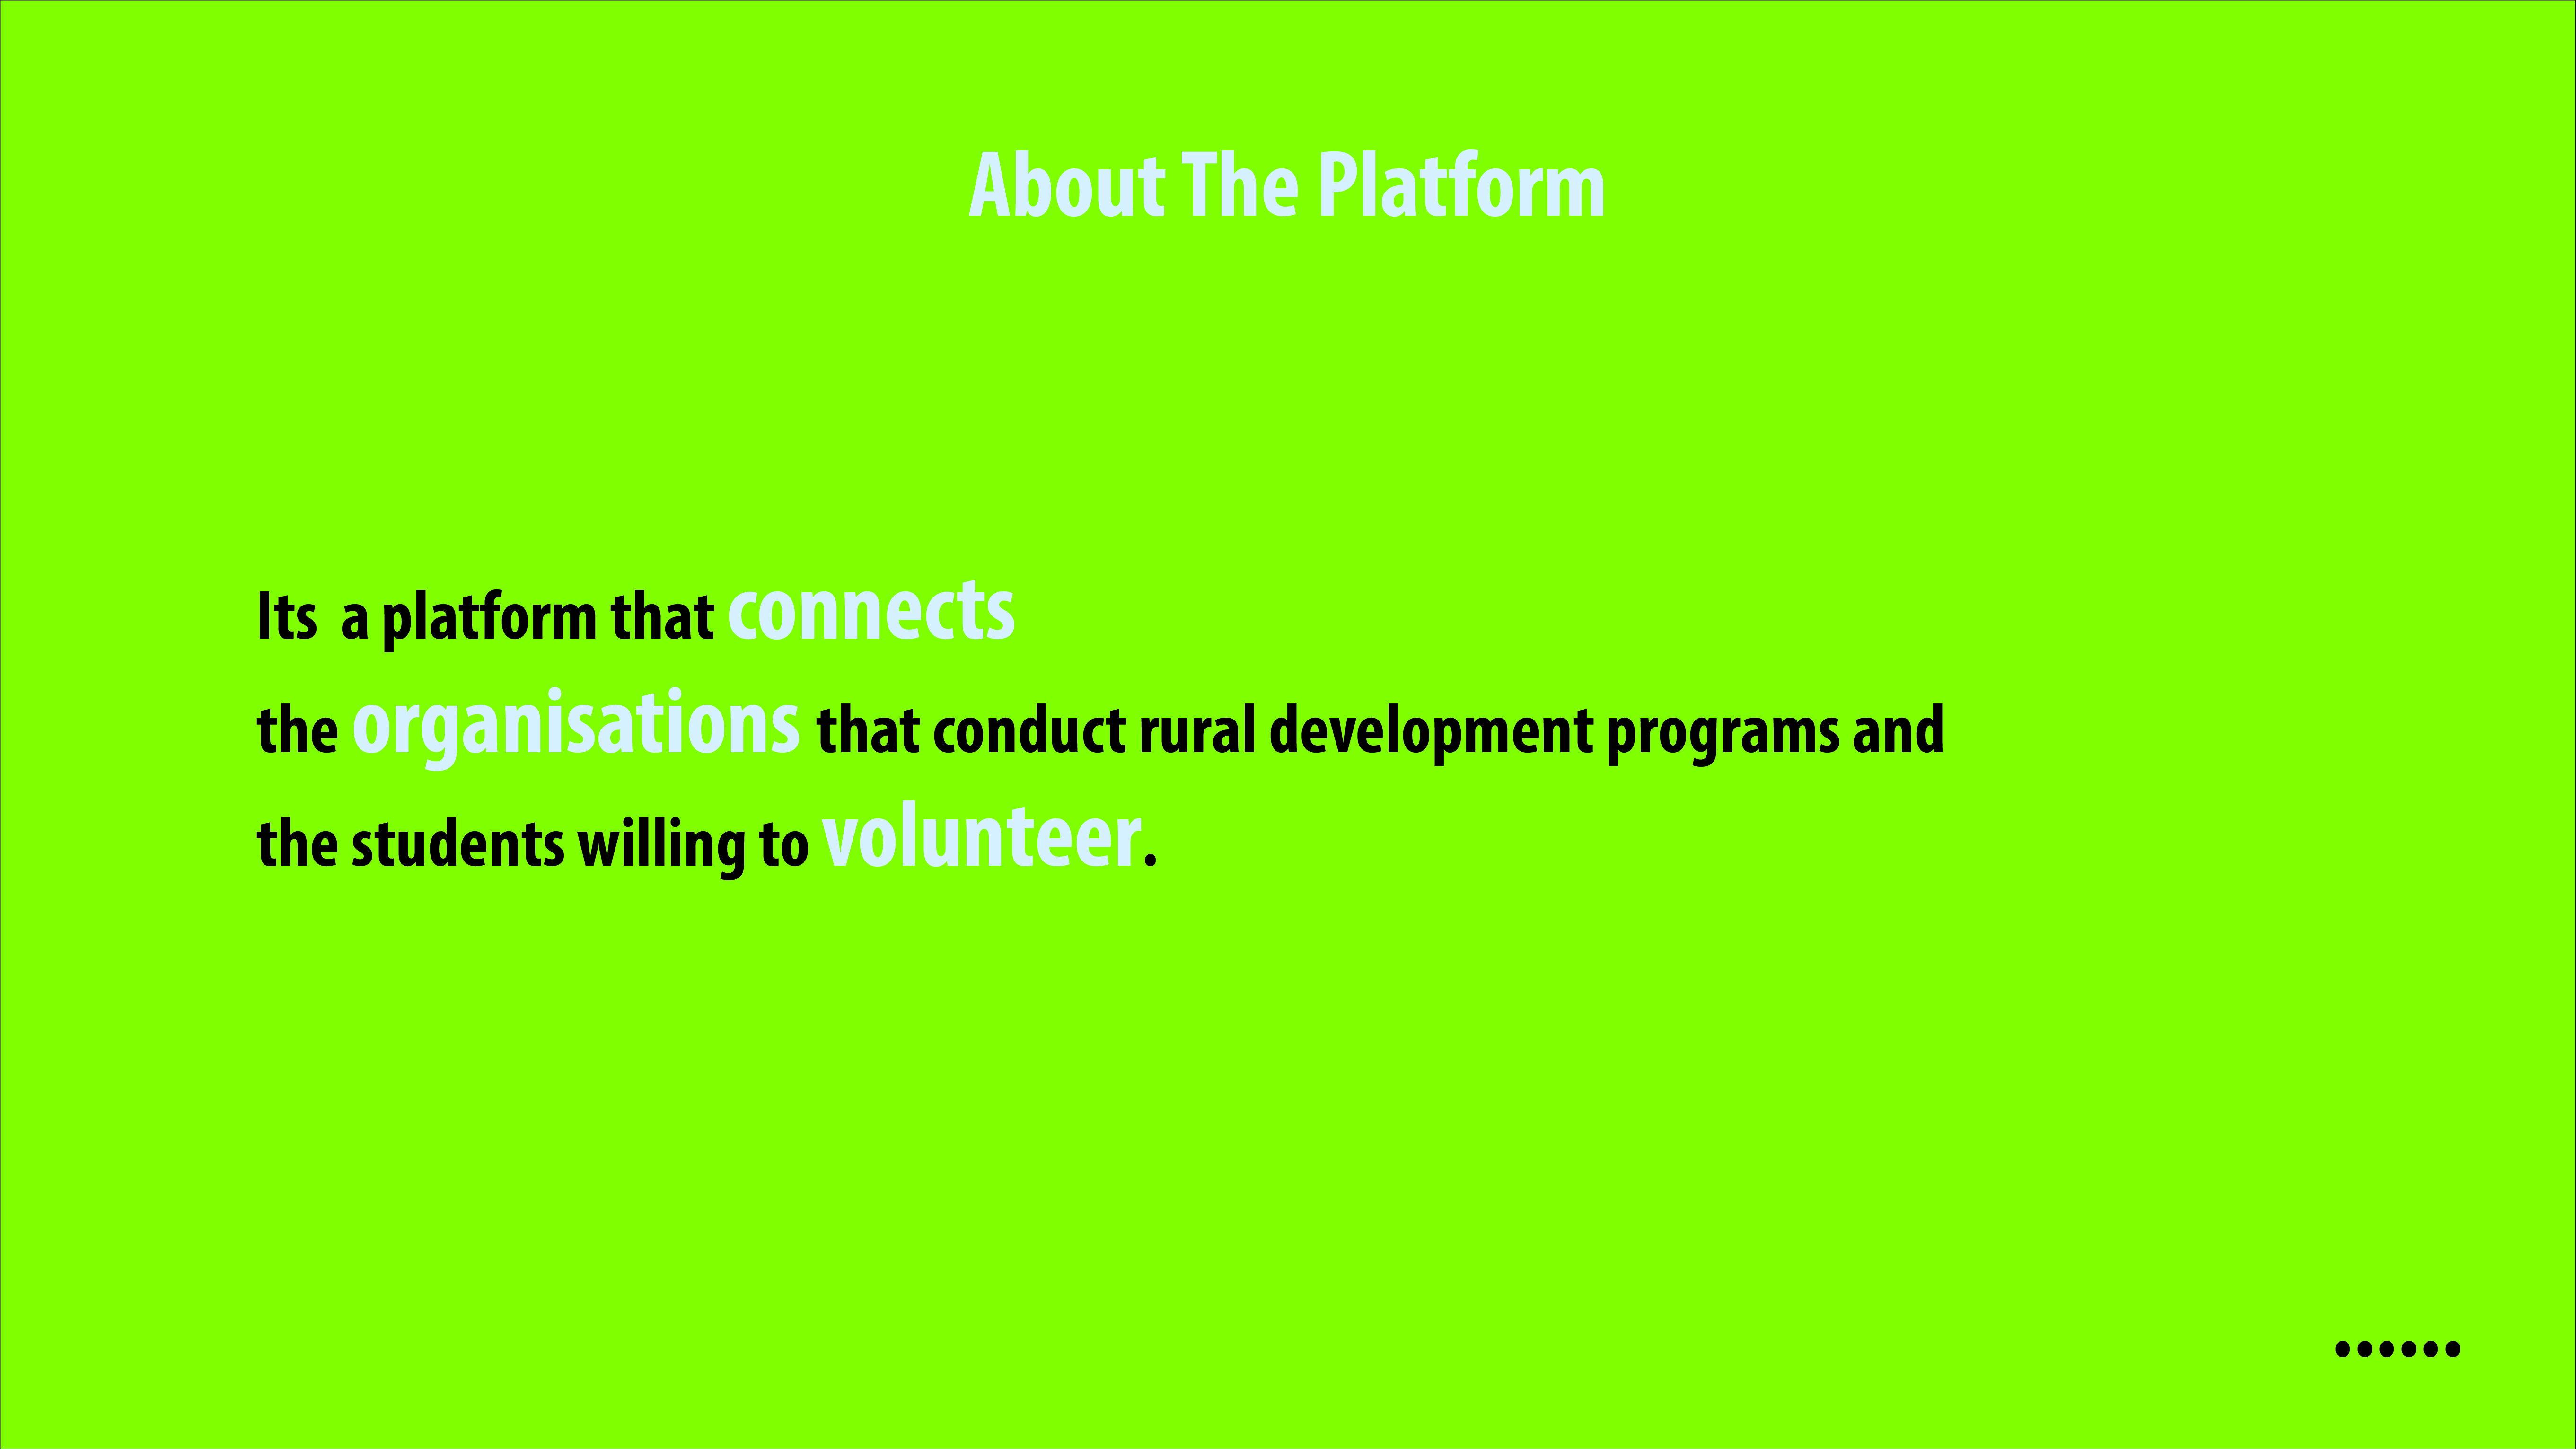 About The Platform
Its  a platform that connects
the organisations that conduct rural development programs and
the students willing to volunteer.
......